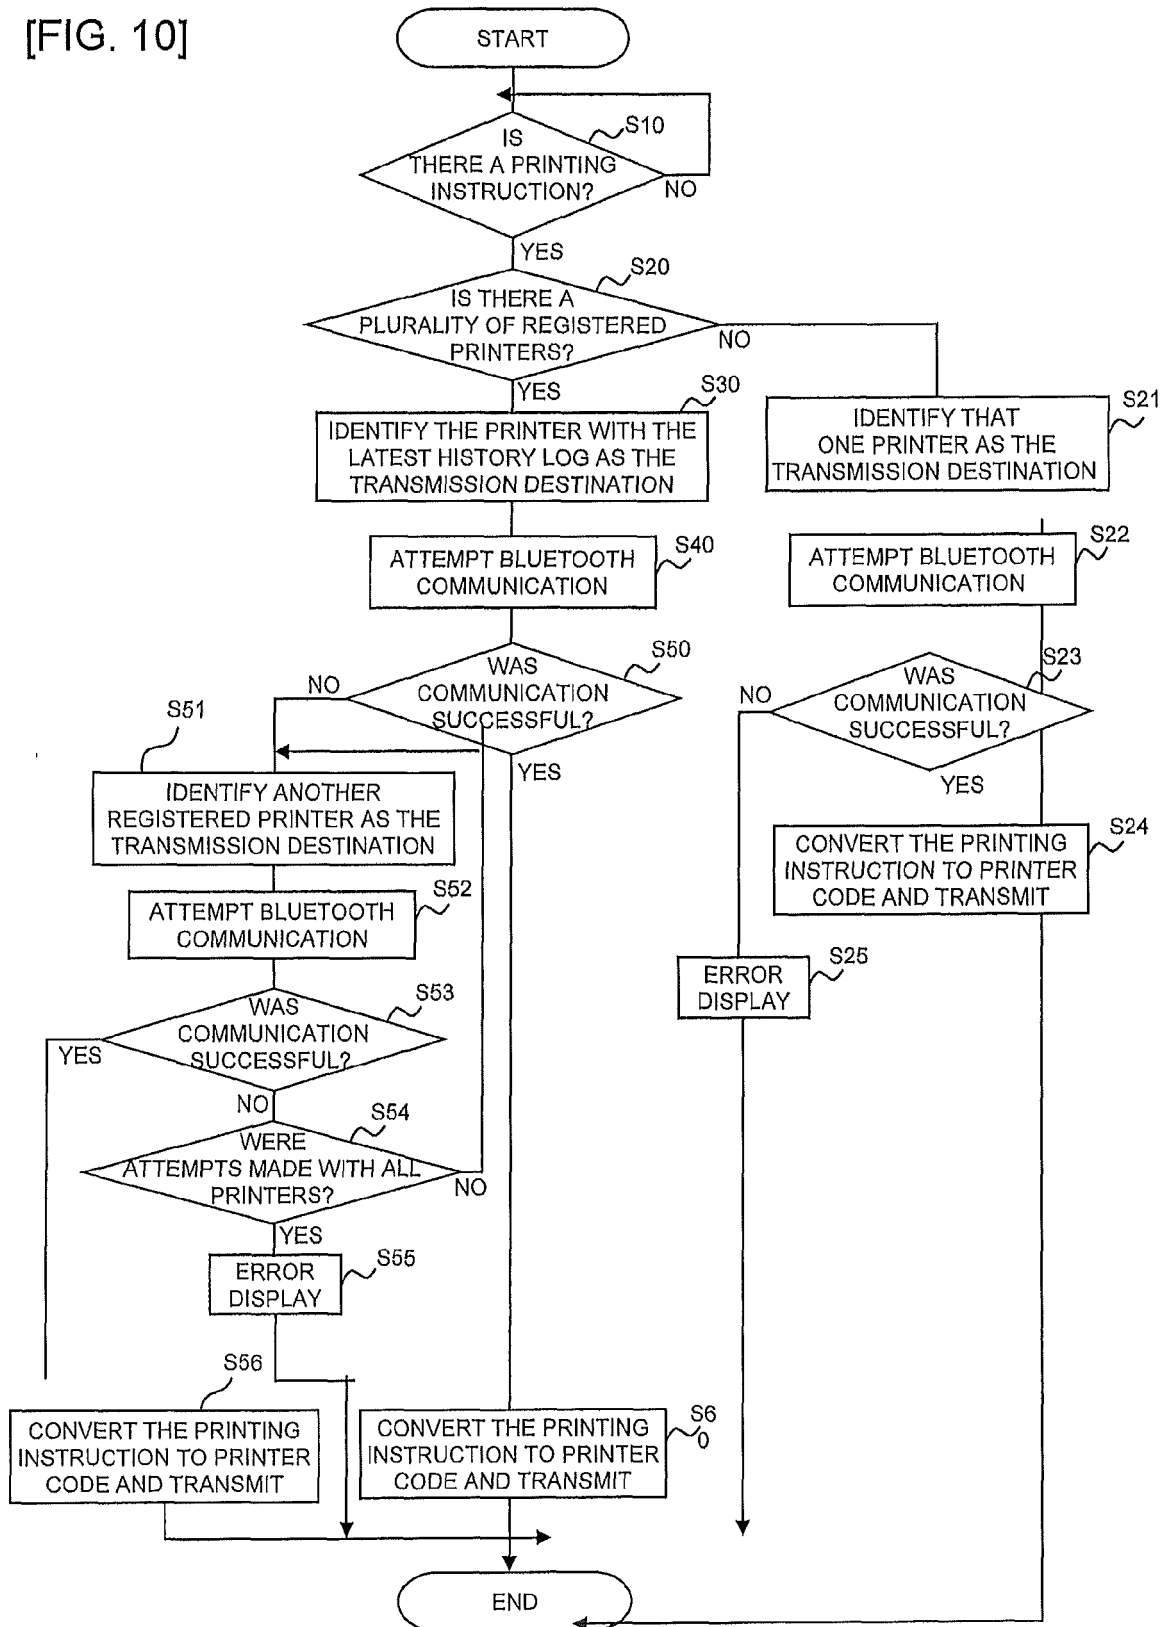 [FIG. 10]
START
S10
IS
THERE A PRINTING
INSTRUCTION?
NO
YES
S20
IS THERE A
PLURALITY OF REGISTERED
PRINTERS?
NO
YES
S30
IDENTIFY THE PRINTER WITH THE
LATEST HISTORY LOG AS THE
TRANSMISSION DESTINATION
S21
IDENTIFY THAT
ONE PRINTER AS THE
TRANSMISSION DESTINATION
S40
ATTEMPT BLUETOOTH
COMMUNICATION
S22
ATTEMPT BLUETOOTH
COMMUNICATION
S50
WAS
COMMUNICATION
SUCCESSFUL?
NO
YES
S23
WAS
COMMUNICATION
SUCCESSFUL?
NO
YES
S51
IDENTIFY ANOTHER
REGISTERED PRINTER AS THE
TRANSMISSION DESTINATION
S24
CONVERT THE PRINTING
INSTRUCTION TO PRINTER
CODE AND TRANSMIT
S52
ATTEMPT BLUETOOTH
COMMUNICATION
S25
ERROR
DISPLAY
S53
WAS
COMMUNICATION
SUCCESSFUL?
YES
NO
S54
WERE
ATTEMPTS MADE WITH ALL
PRINTERS?
NO
YES
S55
ERROR
DISPLAY
S56
CONVERT THE PRINTING
INSTRUCTION TO PRINTER
CODE AND TRANSMIT
S6
0
CONVERT THE PRINTING
INSTRUCTION TO PRINTER
CODE AND TRANSMIT
END